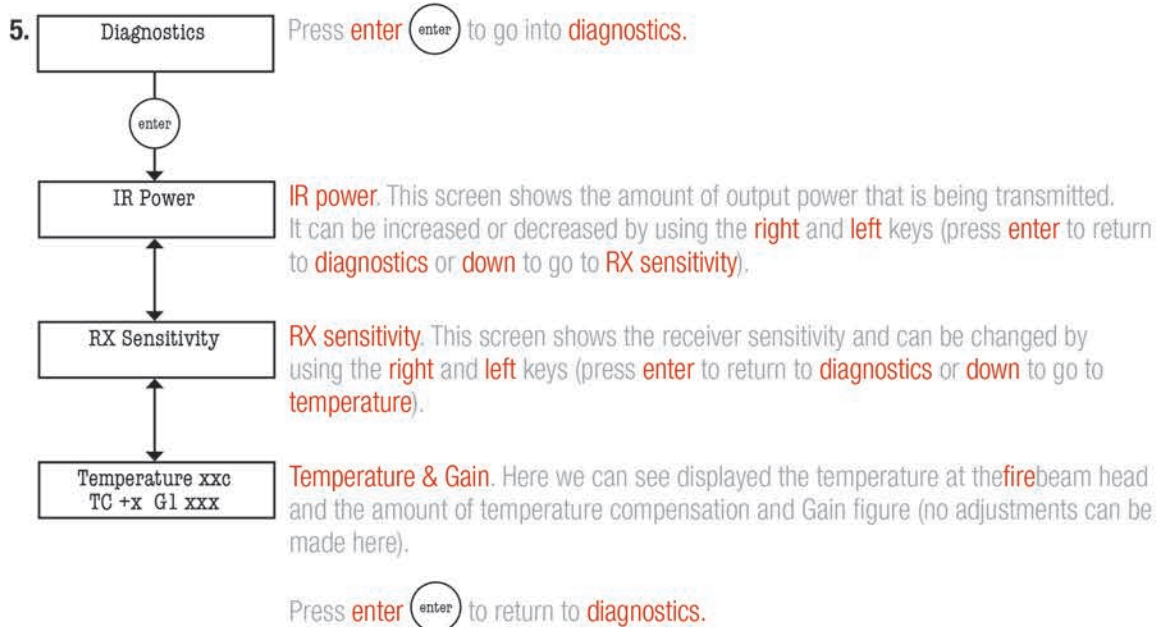 5.
Diagnostics
Press enter enter to go into diagnostics.
enter
IR Power
IR power. This screen shows the amount of output power that is being transmitted.
It can be increased or decreased by using the right and left keys (press enter to return
to diagnostics or down to go to RX sensitivity).
RX Sensitivity
RX sensitivity. This screen shows the receiver sensitivity and can be changed by
using the right and left keys (press enter to return to diagnostics or down to go to
temperature).
Temperature xxc
TC +x G1 xxx
Temperature & Gain. Here we can see displayed the temperature at thefirebeam head
and the amount of temperature compensation and Gain figure (no adjustments can be
made here).
Press enter enter to return to diagnostics.